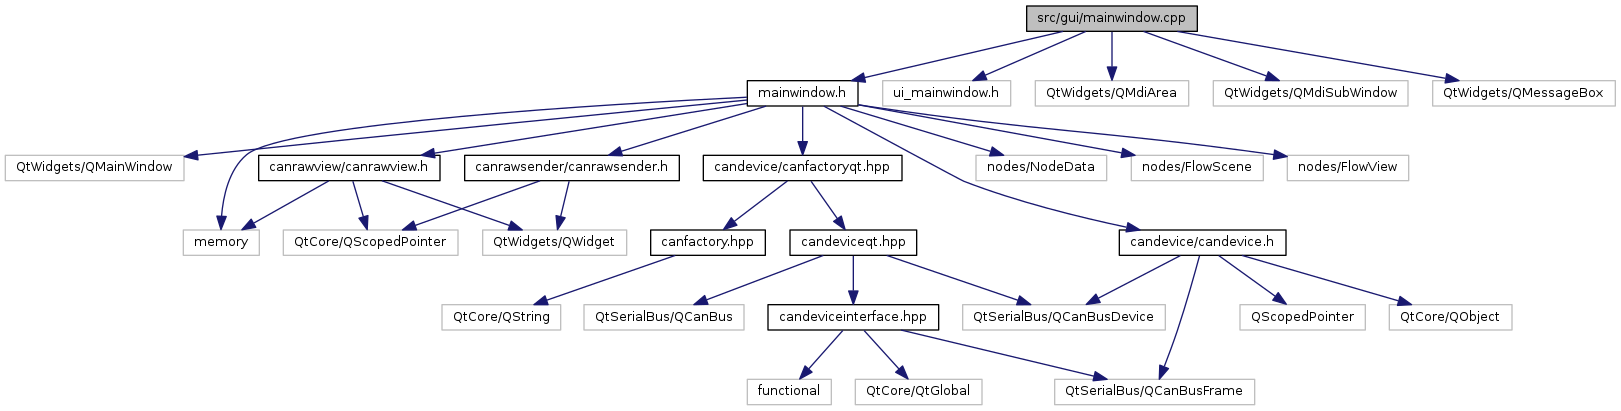 src/gui/mainwindow.cpp
mainwindow.h
ui_mainwindow.h
QtWidgets/QMdiArea
QtWidgets/QMdiSubWindow
QtWidgets/QMessageBox
QtWidgets/QMainWindow
canrawview/canrawview.h
canrawsender/canrawsender.h
candevice/canfactoryqt.hpp
nodes/NodeData
nodes/FlowScene
nodes/FlowView
memory
QtCore/QScopedPointer
QtWidgets/QWidget
canfactory.hpp
candeviceqt.hpp
candevice/candevice.h
QtCore/QString
QtSerialBus/QCanBus
candeviceinterface.hpp
QtSerialBus/QCanBusDevice
QScopedPointer
QtCore/QObject
functional
QtCore/QtGlobal
QtSerialBus/QCanBusFrame